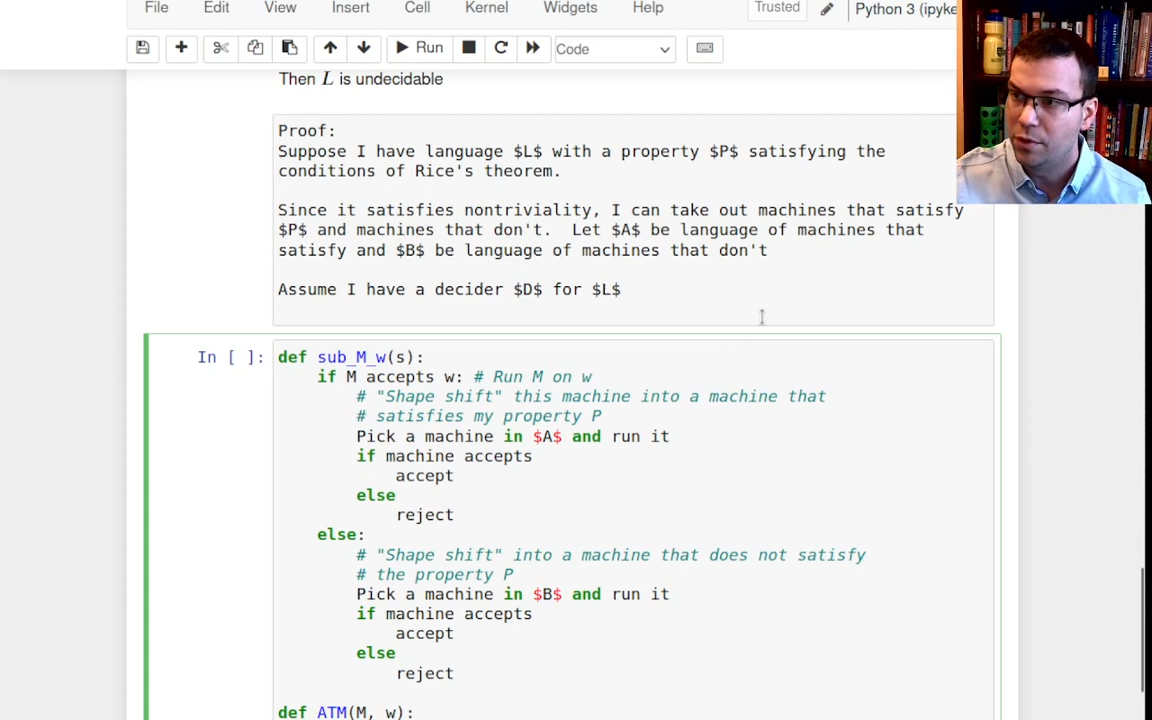 File Edit View Insert Cell Kernel Widgets Help Trusted Python 3 (ipyke
Run Code
Then L is undecidable
Proof:
Suppose I have language $L$ with a property $P$ satisfying the
conditions of Rice's theorem.
Since it satisfies nontriviality, I can take out machines that satisfy
$P$ and machines that don't.  Let $A$ be language of machines that
satisfy and $B$ be language of machines that don't
Assume I have a decider $D$ for $L$
In [ ]:
def sub_M_w(s):
if M accepts w: # Run M on w
# "Shape shift" this machine into a machine that
# satisfies my property P
Pick a machine in $A$ and run it
if machine accepts
accept
else
reject
else:
# "Shape shift" into a machine that does not satisfy
# the property P
Pick a machine in $B$ and run it
if machine accepts
accept
else
reject
def ATM(M, w):